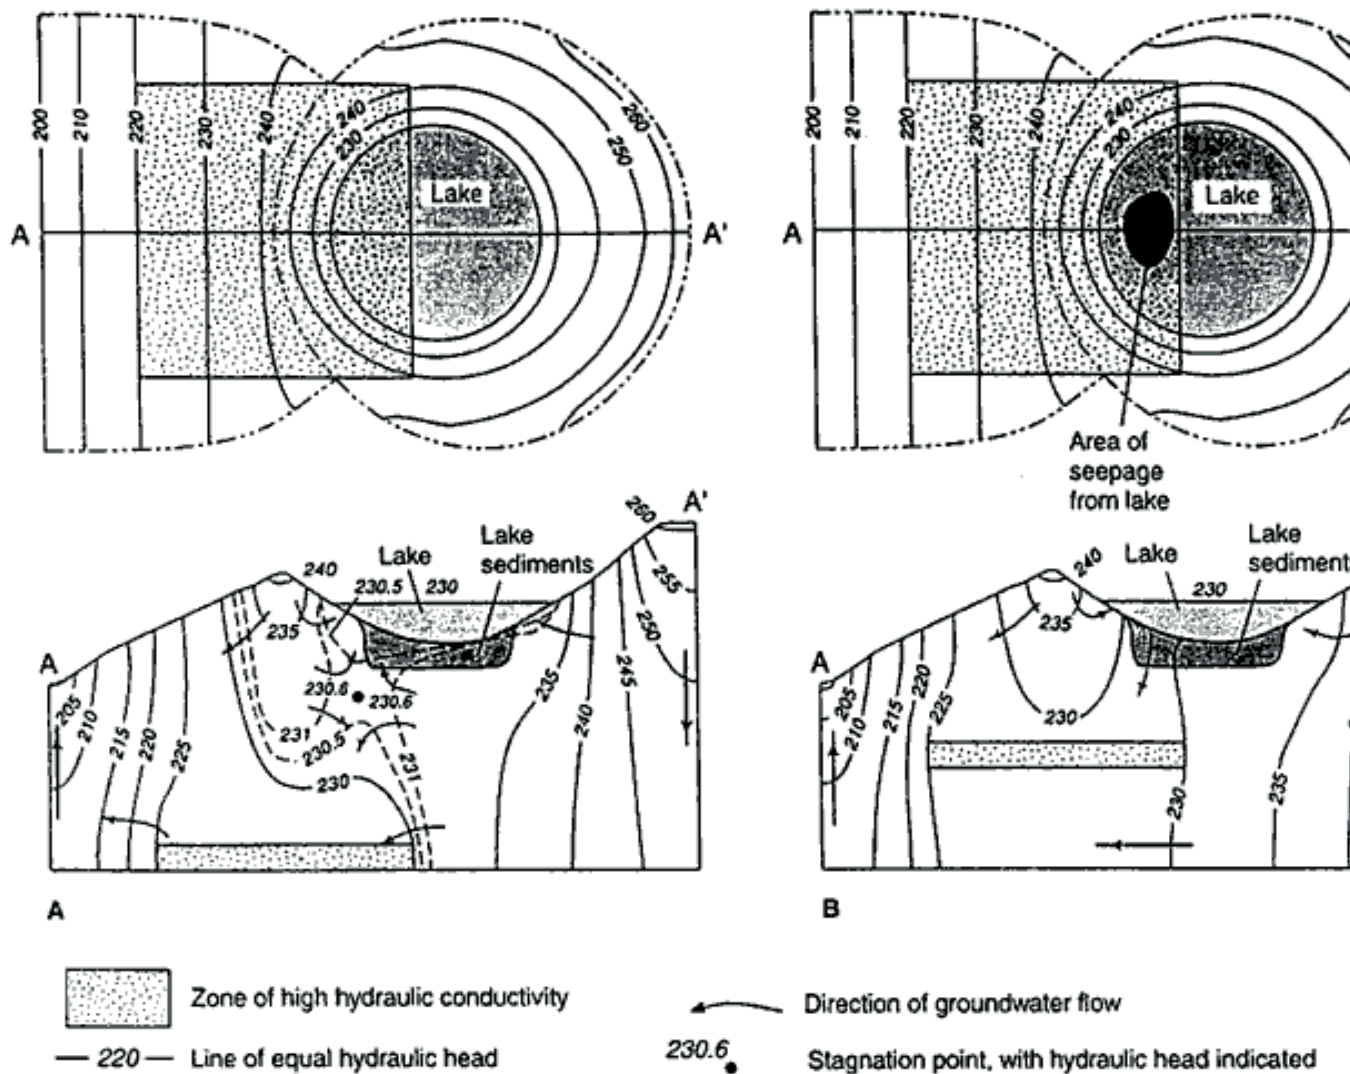 200
210
220
230
240
240
230
250
260
Lake
A
A'
200
210
220
230
240
240
230
Lake
A
Area of
seepage
from lake
A'
260
Lake
Lake
sediments
240
230.5
230
255
250
245
235
A
205
210
215
220
225
230.6
230.6
231
230.5
230
231
235
240
240
Lake
230
Lake
sediments
235
A
205
210
215
220
225
230
230
235
A
B
Zone of high hydraulic conductivity
Direction of groundwater flow
220
Line of equal hydraulic head
230.6
Stagnation point, with hydraulic head indicated